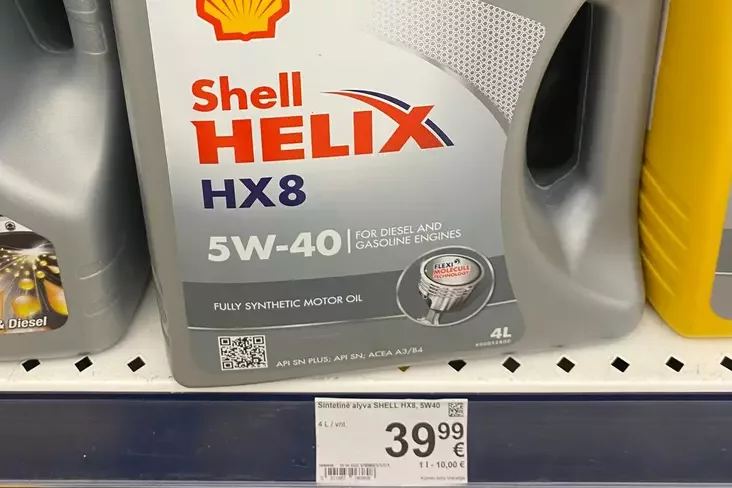 Shell
HELIX
HX8
5W-40
FOR DIESEL AND
GASOLINE ENGINES
FLEXI
MOLECULE
TECHNOLOGY
FULLY SYNTHETIC MOTOR OIL
4L
API SN PLUS; API SN; ACEA A3/B4
& Diesel
Sintetinė alyva SHELL HX8, 5W40
4 L / vnt.
39 99 €
1 l - 10,00 €